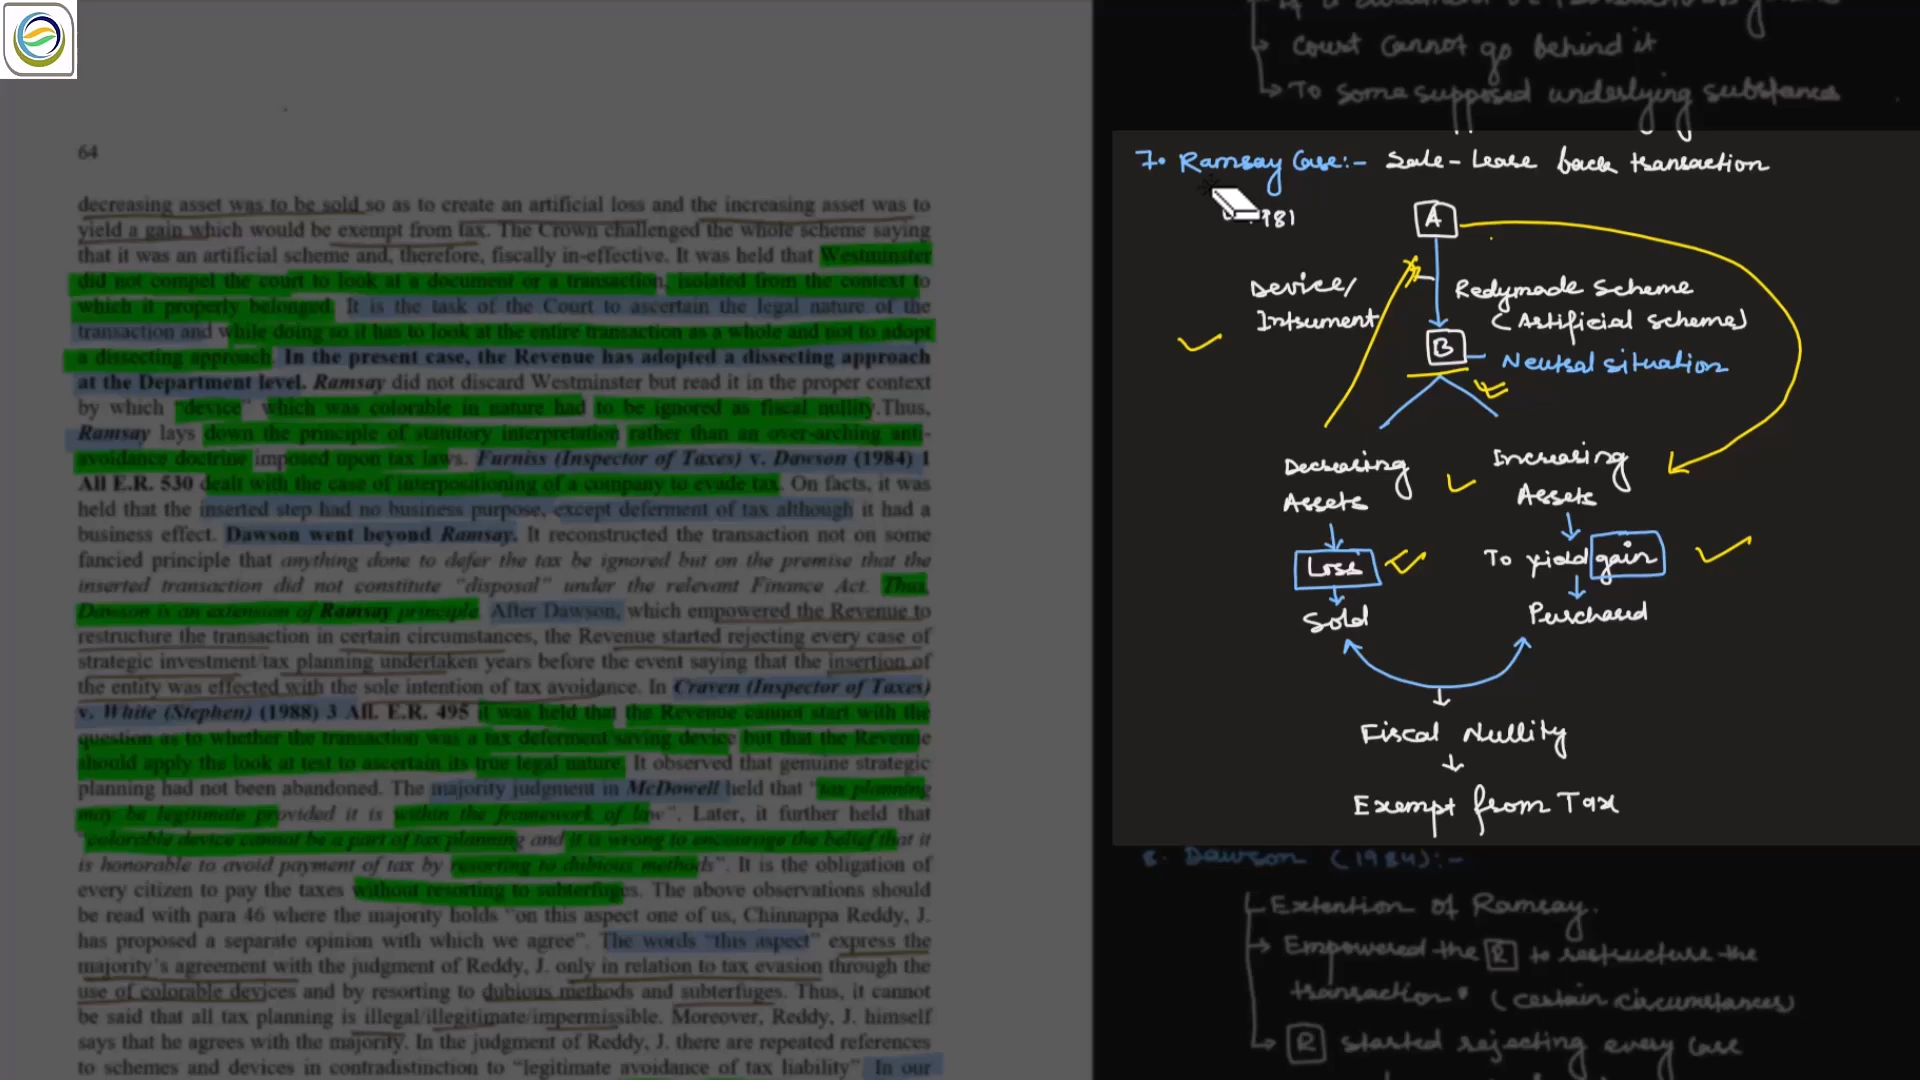 64
decreasing asset was to be sold so as to create an artificial loss and the increasing asset was to
yield a gain which would be exempt from tax. The Crown challenged the whole scheme saying
that it was an artificial scheme and, therefore, fiscally in-effective. It was held that Westminster
did not compel the court to look at a document or a transaction, isolated from the context to
which it properly belonged. It is the task of the Court to ascertain the legal nature of the
transaction and while doing so it has to look at the entire transaction as a whole and not to adopt
a dissecting approach. In the present case, the Revenue has adopted a dissecting approach
at the Department level. Ramsay did not discard Westminster but read it in the proper context
by which "device" which was colorable in nature had to be ignored as fiscal nullity.Thus,
Ramsay lays down the principle of statutory interpretation rather than an over-arching anti-
avoidance doctrine imposed upon tax laws. Furniss (Inspector of Taxes) v. Dawson (1984) 1
All E.R. 530 dealt with the case of interpositioning of a company to evade tax. On facts, it was
held that the inserted step had no business purpose, except deferment of tax although it had a
business effect. Dawson went beyond Ramsay. It reconstructed the transaction not on some
fancied principle that anything done to defer the tax be ignored but on the premise that the
inserted transaction did not constitute "disposal" under the relevant Finance Act. Thus,
Dawson is an extension of Ramsay principle. After Dawson, which empowered the Revenue to
restructure the transaction in certain circumstances, the Revenue started rejecting every case of
strategic investment/tax planning undertaken years before the event saying that the insertion of
the entity was effected with the sole intention of tax avoidance. In Craven (Inspector of Taxes)
v. White (Stephen) (1988) 3 All. E.R. 495 it was held that the Revenue cannot start with the
question as to whether the transaction was a tax deferment/saving device but that the Revenue
should apply the look at test to ascertain its true legal nature. It observed that genuine strategic
planning had not been abandoned. The majority judgment in McDowell held that "tax planning
may be legitimate provided it is within the framework of law". Later, it further held that
"colorable device cannot be a part of tax planning and it is wrong to encourage the belief that it
is honorable to avoid payment of tax by resorting to dubious methods". It is the obligation of
every citizen to pay the taxes without resorting to subterfuges. The above observations should
be read with para 46 where the majority holds "on this aspect one of us, Chinnappa Reddy, J.
has proposed a separate opinion with which we agree". The words "this aspect" express the
majority's agreement with the judgment of Reddy, J. only in relation to tax evasion through the
use of colorable devices and by resorting to dubious methods and subterfuges. Thus, it cannot
be said that all tax planning is illegal/illegitimate/impermissible. Moreover, Reddy, J. himself
says that he agrees with the majority. In the judgment of Reddy, J. there are repeated references
to schemes and devices in contradistinction to "legitimate avoidance of tax liability" In our
Court Cannot go behind it
To some supposed underlying substances
7. Ramsay Case:- Sale - Lease back transaction
A
Device/
Intsument
Redymade Scheme
(Artificial Scheme)
B
Neutral situation
Decreasing
Assets
Increasing
Assets
Loss
To yield gain
Sold
Purchased
Fiscal Nullity
Exempt from Tax
8. Dawson (1984):-
Extention of Ramsay.
Empowered the R to restructure the
transaction. (certain circumstances)
R started rejecting every case